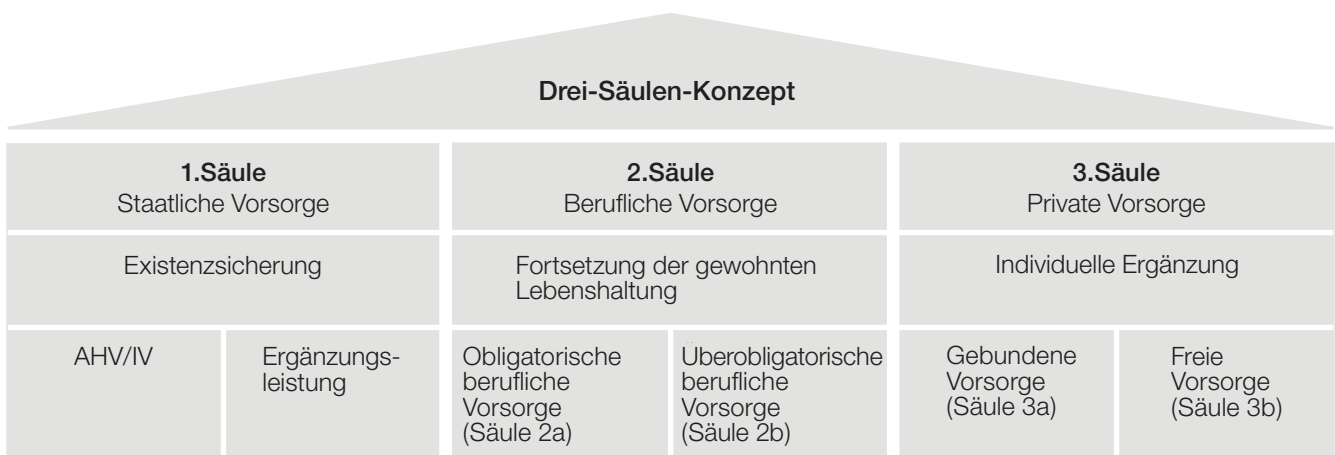 Drei-Säulen-Konzept
1.Säule
Staatliche Vorsorge
2.Säule
Berufliche Vorsorge
3.Säule
Private Vorsorge
Existenzsicherung
Fortsetzung der gewohnten
Lebenshaltung
Individuelle Ergänzung
AHV/IV
Ergänzungs-
leistung
Obligatorische
berufliche
Vorsorge
(Säule 2a)
Überobligatorische
berufliche
Vorsorge
(Säule 2b)
Gebundene
Vorsorge
(Säule 3a)
Freie
Vorsorge
(Säule 3b)